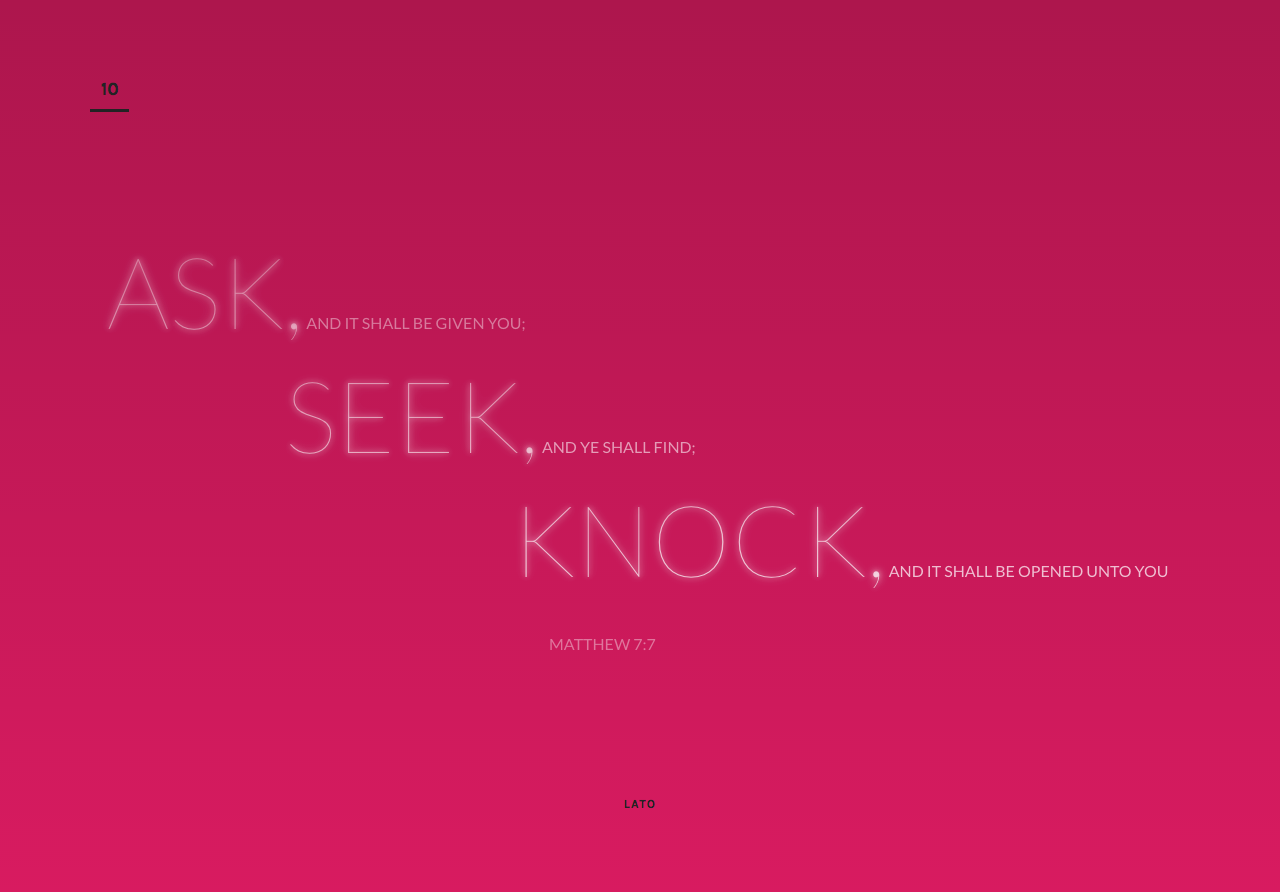 10
ASK, AND IT SHALL BE GIVEN YOU;
SEEK, AND YE SHALL FIND;
KNOCK, AND IT SHALL BE OPENED UNTO YOU
MATTHEW 7:7
LATO